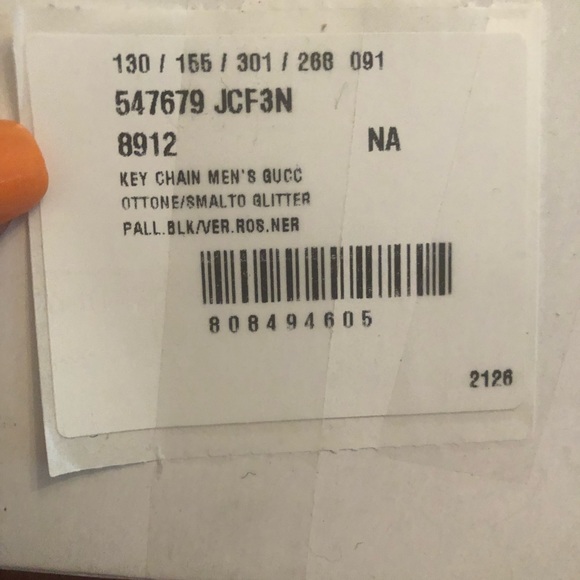 130 / 155 / 301 / 268 091
547679 JCF3N
8912 NA
KEY CHAIN MEN'S GUCC
OTTONE/SMALTO GLITTER
PALL.BLK/VER.ROS.NER
808494605
2126